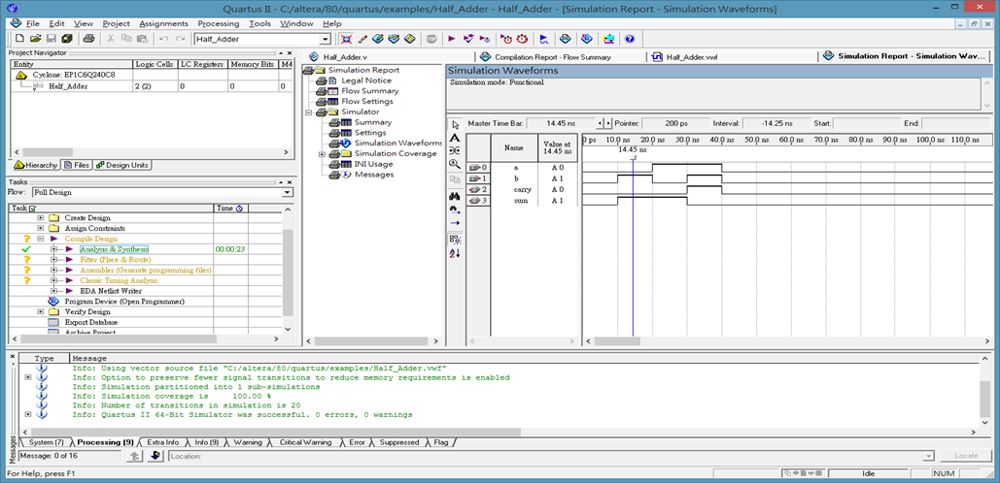 Quartus II - C:/altera/80/quartus/examples/Half_Adder - Half_Adder - [Simulation Report - Simulation Waveforms]
File Edit View Project Assignments Processing Tools Window Help
Half_Adder
Project Navigator
Entity Logic Cells LC Registers Memory Bits M4
Cyclone: EP1C6Q240C8
Half_Adder 2 (2) 0 0 0
Hierarchy Files Design Units
Tasks
Flow: Full Design
Task Time
Create Design
Assign Constraints
Compile Design
Analysis & Synthesis 00:00:23
Fitter (Place & Route)
Assembler (Generate programming files)
Classic Timing Analysis
EDA Netlist Writer
Program Device (Open Programmer)
Verify Design
Export Database
Archive Project
Half_Adder.v Compilation Report - Flow Summary Half_Adder.vwf Simulation Report - Simulation Wav...
Simulation Report
Legal Notice
Flow Summary
Flow Settings
Simulator
Summary
Settings
Simulation Waveforms
Simulation Coverage
INI Usage
Messages
Simulation Waveforms
Simulation mode: Functional
Master Time Bar: 14.45 ns Pointer: 200 ps Interval: -14.25 ns Start: End:
Name Value at 14.45 ns
0 ps 10.0 ns 20.0 ns 30.0 ns 40.0 ns 50.0 ns 60.0 ns 70.0 ns 80.0 ns 90.0 ns 100.0 ns 110.0 ns
14.45 ns
0 a A 0
1 b A 1
2 carry A 0
3 sum A 1
Type Message
Info: Using vector source file "C:/altera/80/quartus/examples/Half_Adder.vwf"
Info: Option to preserve fewer signal transitions to reduce memory requirements is enabled
Info: Simulation partitioned into 1 sub-simulations
Info: Simulation coverage is 100.00 %
Info: Number of transitions in simulation is 20
Info: Quartus II 64-Bit Simulator was successful. 0 errors, 0 warnings
System (7) Processing (9) Extra Info Info (9) Warning Critical Warning Error Suppressed Flag
Messages
Message: 0 of 16 Location: Locate
For Help, press F1 Idle NUM